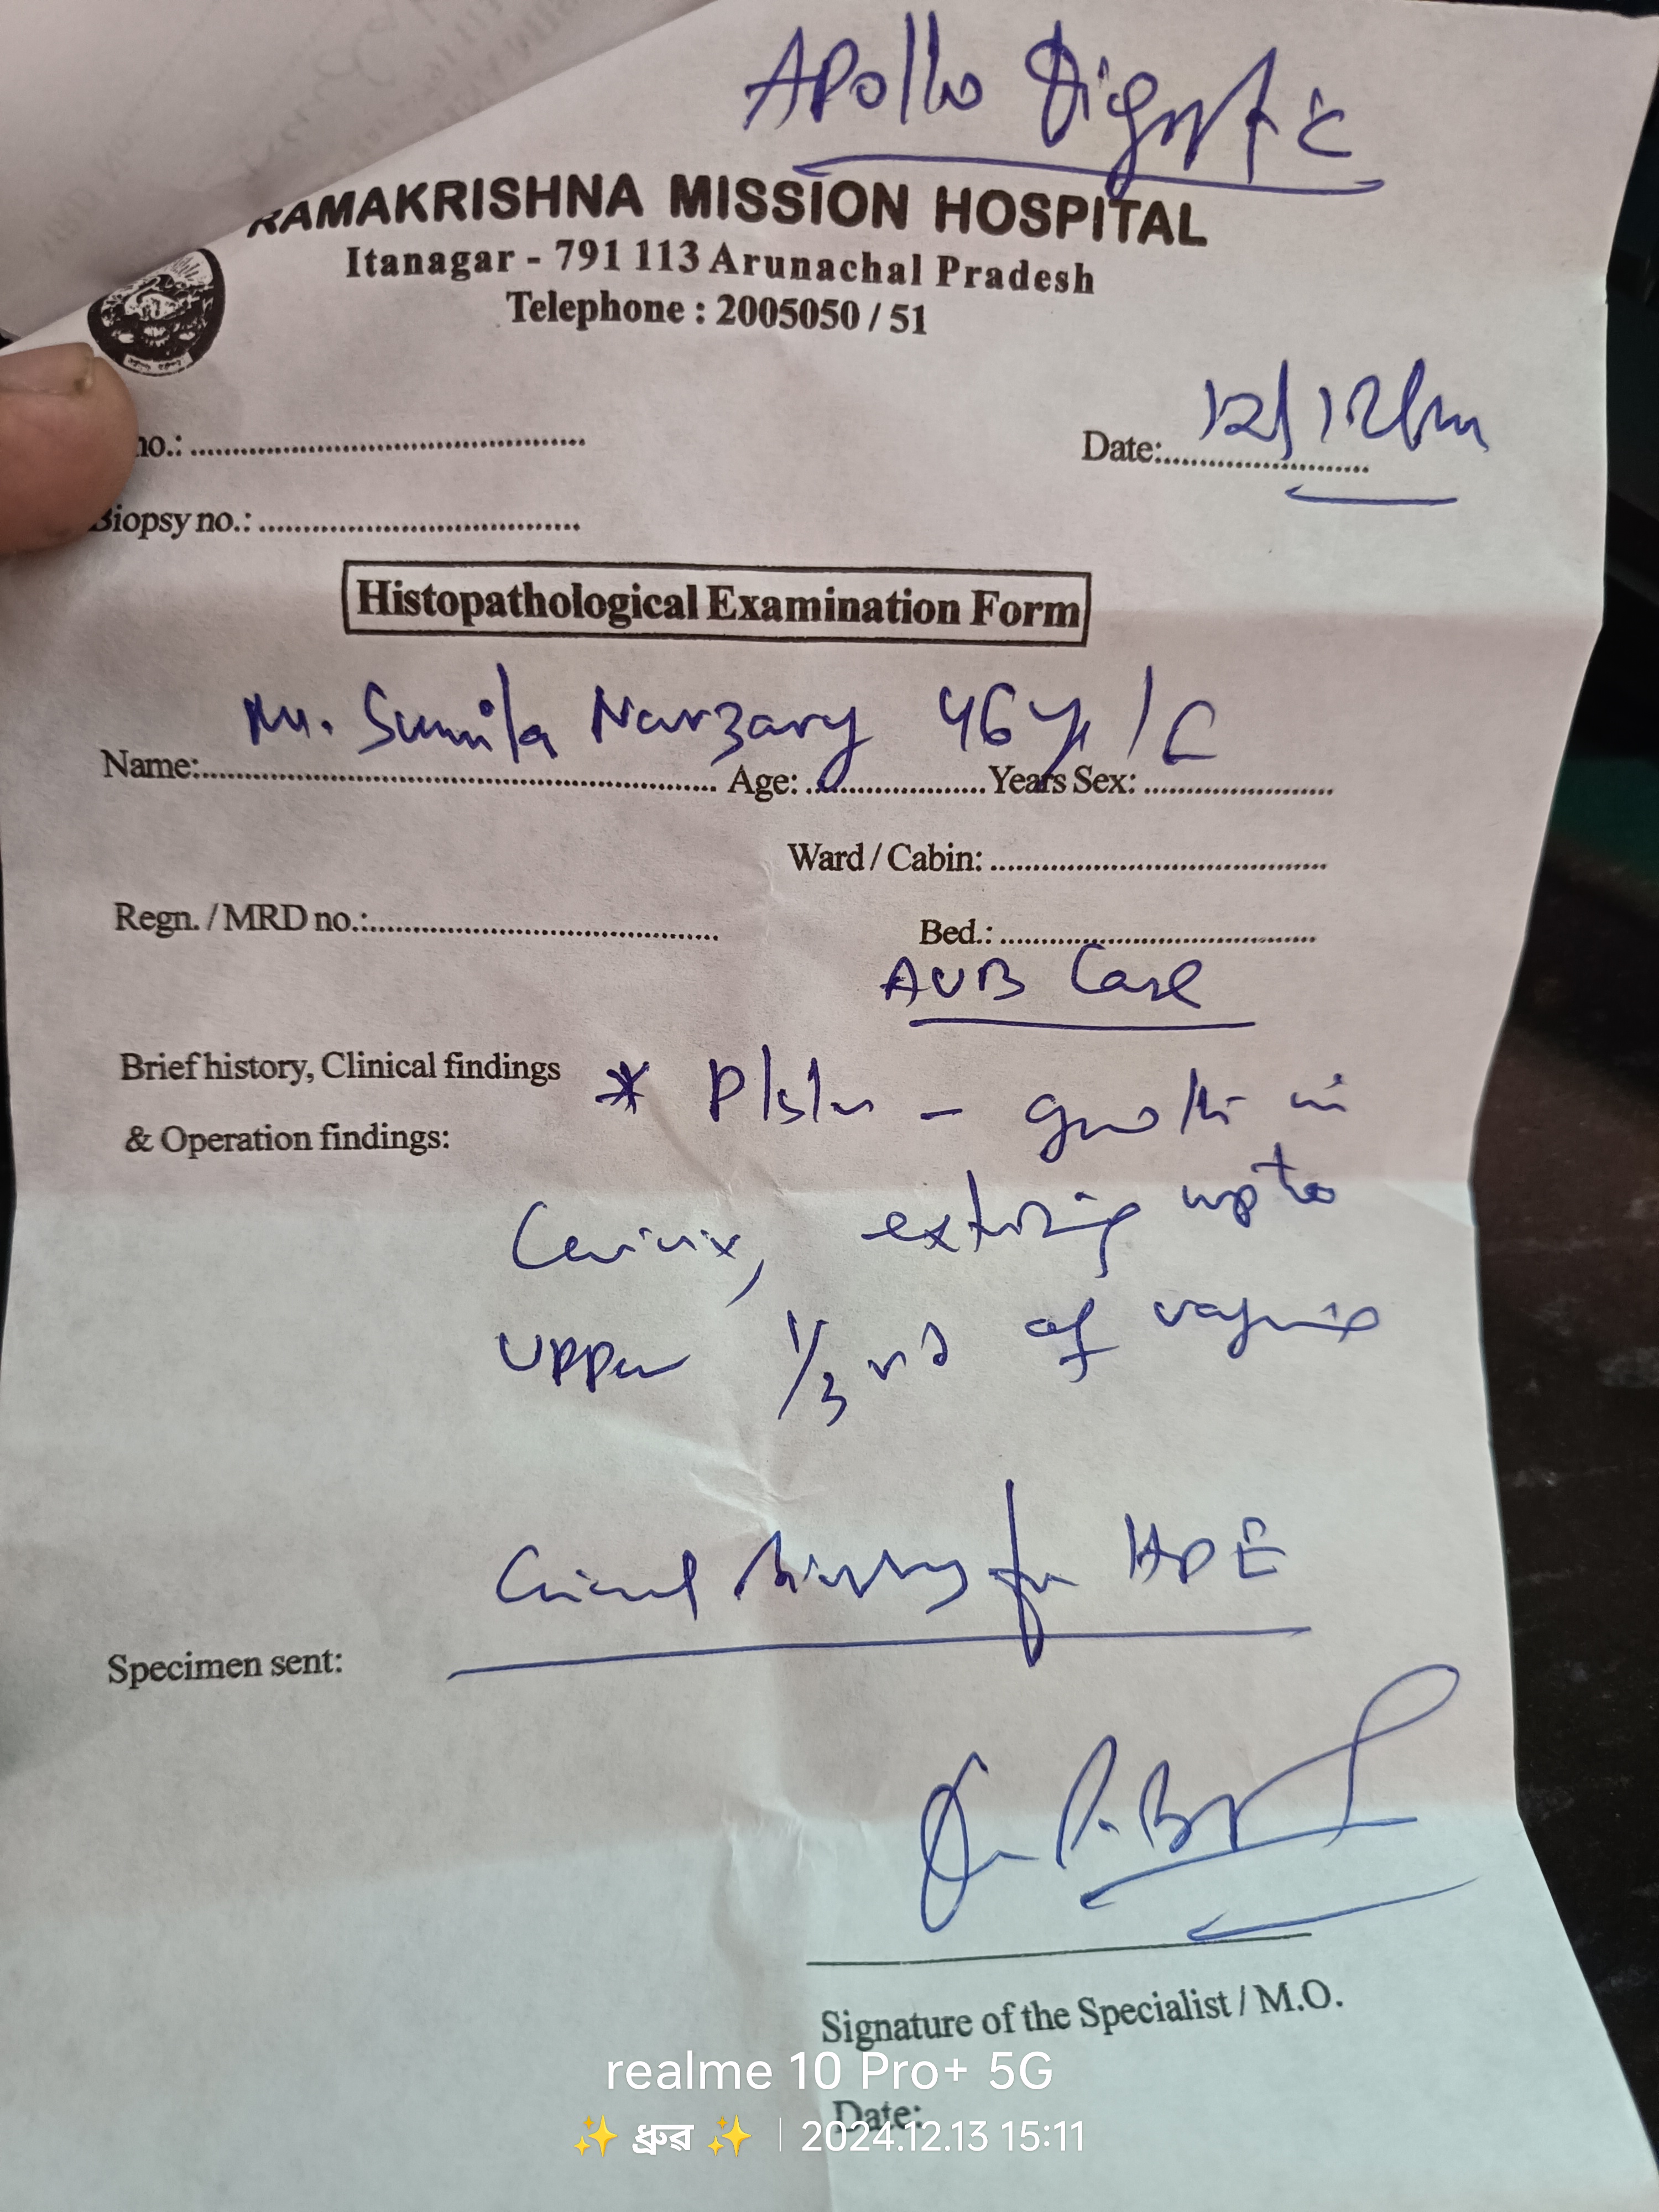 Apollo
RAMAKRISHNA MISSION HOSPITAL
Itanagar - 791 113 Arunachal Pradesh
Telephone : 2005050 / 51
no.: ........................................
Date:........................ 12/12/
Biopsy no.: ........................................
Histopathological Examination Form
Name:........ Sumila Narzary Age: ........ 46 yr / F Years Sex: ........
Ward / Cabin: ........................................
Regn. / MRD no.:........................................
Bed.: ........................................
AUB Case
Brief history, Clinical findings * P/s/v - growth in
& Operation findings:
Cervix, extending upto
upper 1/3 rd of vagina
Cervical biopsy for HPE
Specimen sent:
Signature of the Specialist / M.O.
Date:
realme 10 Pro+ 5G
✨ ধ্ৰুৱ ✨ | 2024.12.13 15:11